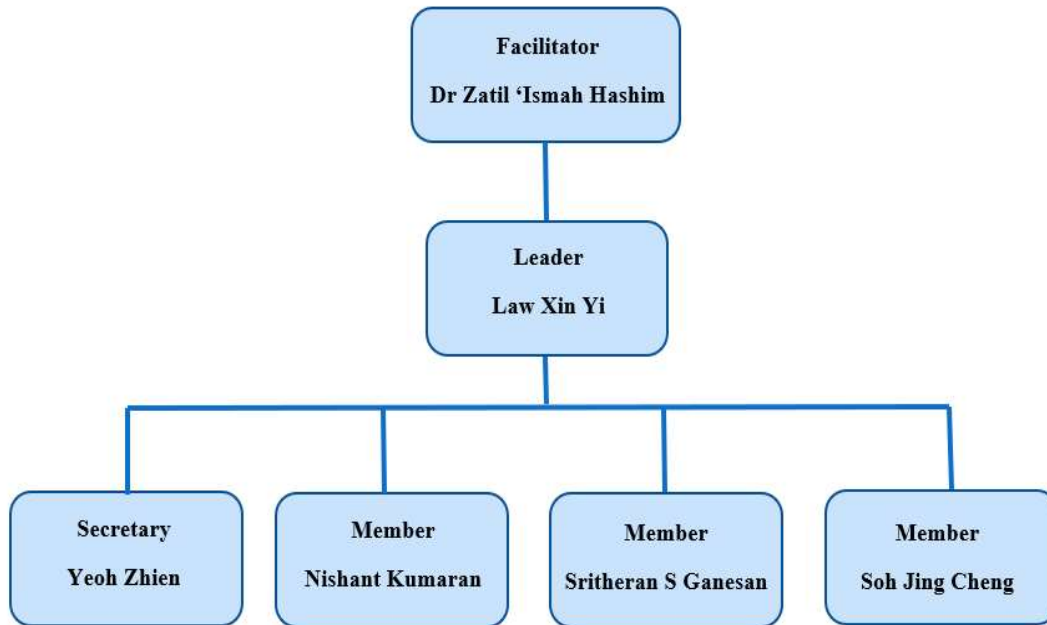 Facilitator
Dr Zatil ‘Ismah Hashim
Leader
Law Xin Yi
Secretary
Yeoh Zhien
Member
Nishant Kumaran
Member
Sritheran S Ganesan
Member
Soh Jing Cheng